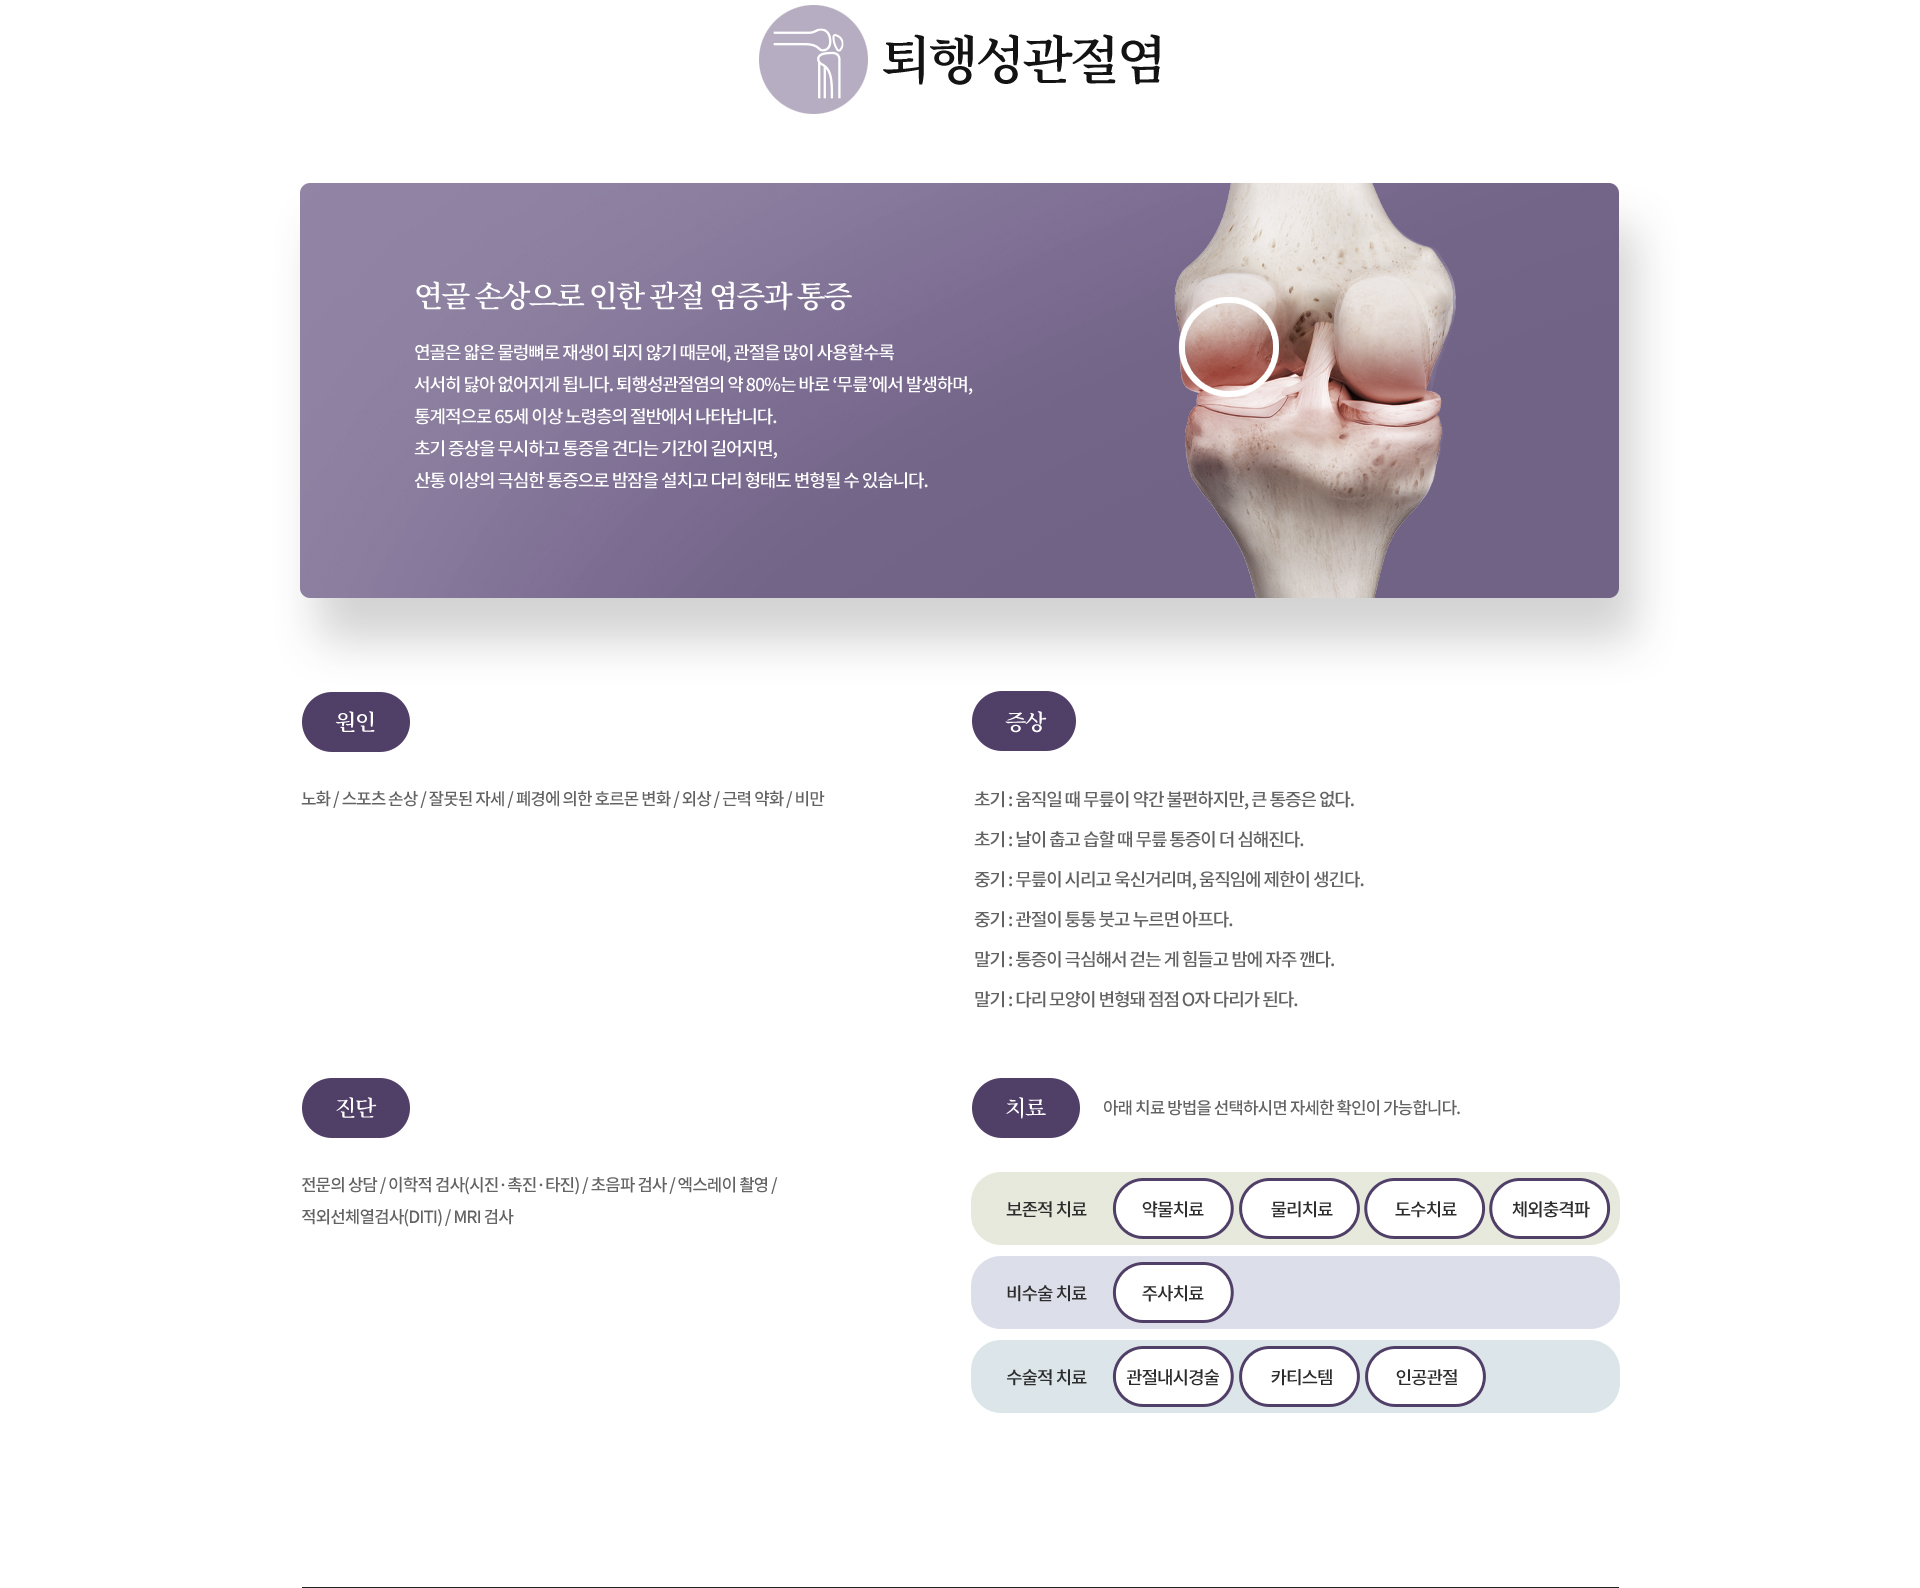 퇴행성관절염
연골 손상으로 인한 관절 염증과 통증
연골은 얇은 물렁뼈로 재생이 되지 않기 때문에, 관절을 많이 사용할수록
서서히 닳아 없어지게 됩니다. 퇴행성관절염의 약 80%는 바로 ‘무릎’에서 발생하며,
통계적으로 65세 이상 노령층의 절반에서 나타납니다.
초기 증상을 무시하고 통증을 견디는 기간이 길어지면,
산통 이상의 극심한 통증으로 밤잠을 설치고 다리 형태도 변형될 수 있습니다.
원인
노화 / 스포츠 손상 / 잘못된 자세 / 폐경에 의한 호르몬 변화 / 외상 / 근력 약화 / 비만
증상
초기 : 움직일 때 무릎이 약간 불편하지만, 큰 통증은 없다.
초기 : 날이 춥고 습할 때 무릎 통증이 더 심해진다.
중기 : 무릎이 시리고 욱신거리며, 움직임에 제한이 생긴다.
중기 : 관절이 퉁퉁 붓고 누르면 아프다.
말기 : 통증이 극심해서 걷는 게 힘들고 밤에 자주 깬다.
말기 : 다리 모양이 변형돼 점점 O자 다리가 된다.
진단
전문의 상담 / 이학적 검사(시진·촉진·타진) / 초음파 검사 / 엑스레이 촬영 /
적외선체열검사(DITI) / MRI 검사
치료
아래 치료 방법을 선택하시면 자세한 확인이 가능합니다.
보존적 치료 약물치료 물리치료 도수치료 체외충격파
비수술 치료 주사치료
수술적 치료 관절내시경술 카티스템 인공관절